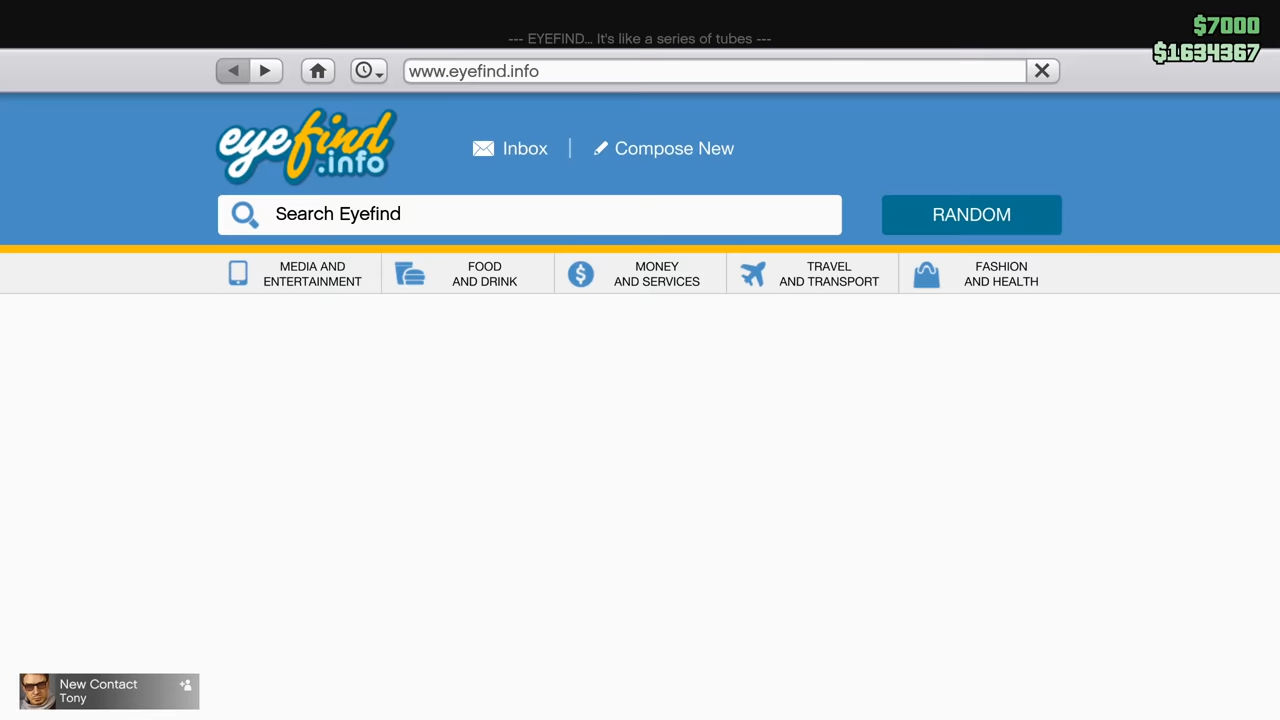 $7000
--- EYEFIND... It's like a series of tubes ---
$1634367
www.eyefind.info
eyefind.info
Inbox
Compose New
Search Eyefind
RANDOM
MEDIA AND
ENTERTAINMENT
FOOD
AND DRINK
MONEY
AND SERVICES
TRAVEL
AND TRANSPORT
FASHION
AND HEALTH
New Contact
Tony